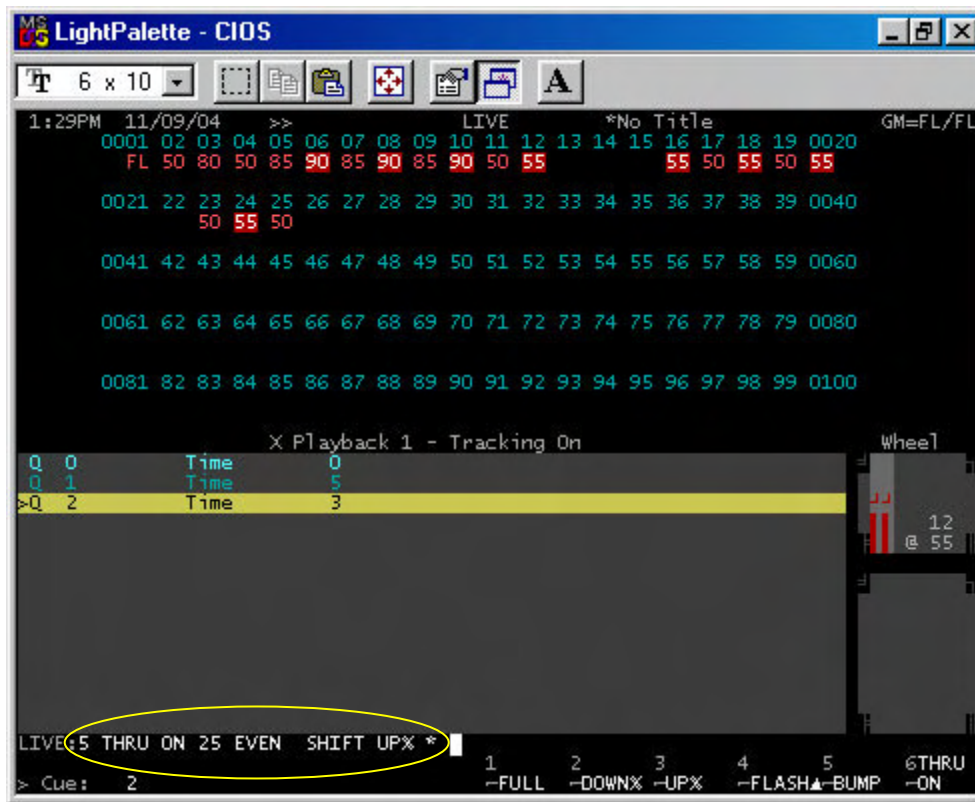 LightPalette - CIOS
6 x 10
1:29PM 11/09/04 >> LIVE *No Title GM=FL/FL
0001 02 03 04 05 06 07 08 09 10 11 12 13 14 15 16 17 18 19 0020
FL 50 80 50 85 90 85 90 85 90 50 55 55 50 55 50 55
0021 22 23 24 25 26 27 28 29 30 31 32 33 34 35 36 37 38 39 0040
50 55 50
0041 42 43 44 45 46 47 48 49 50 51 52 53 54 55 56 57 58 59 0060
0061 62 63 64 65 66 67 68 69 70 71 72 73 74 75 76 77 78 79 0080
0081 82 83 84 85 86 87 88 89 90 91 92 93 94 95 96 97 98 99 0100
X Playback 1 - Tracking On Wheel
Q 0 Time 0
Q 1 Time 5
>Q 2 Time 3
12
@ 55
LIVE:5 THRU ON 25 EVEN SHIFT UP% *
1 2 3 4 5 6THRU
> Cue: 2 FULL DOWN% UP% FLASH▲ BUMP ON